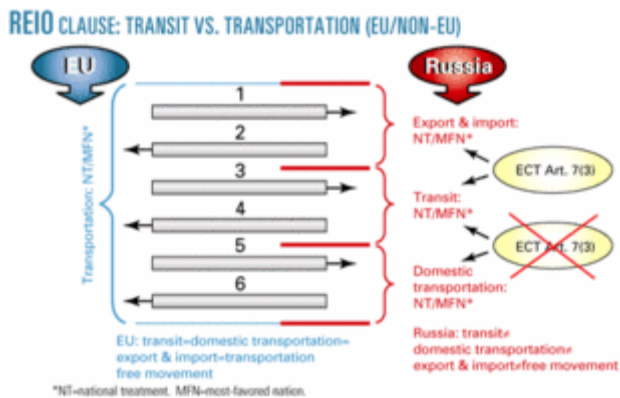 REIO CLAUSE: TRANSIT VS. TRANSPORTATION (EU/NON-EU)
EU
Russia
Transportation: NT/MFN*
1
2
3
4
5
6
Export & import:
NT/MFN*
ECT Art. 7(3)
Transit:
NT/MFN*
ECT Art. 7(3)
Domestic
transportation:
NT/MFN*
EU: transit=domestic transportation=
export & import=transportation
free movement
Russia: transit≠
domestic transportation≠
export & import≠free movement
*NT=national treatment. MFN=most-favored nation.